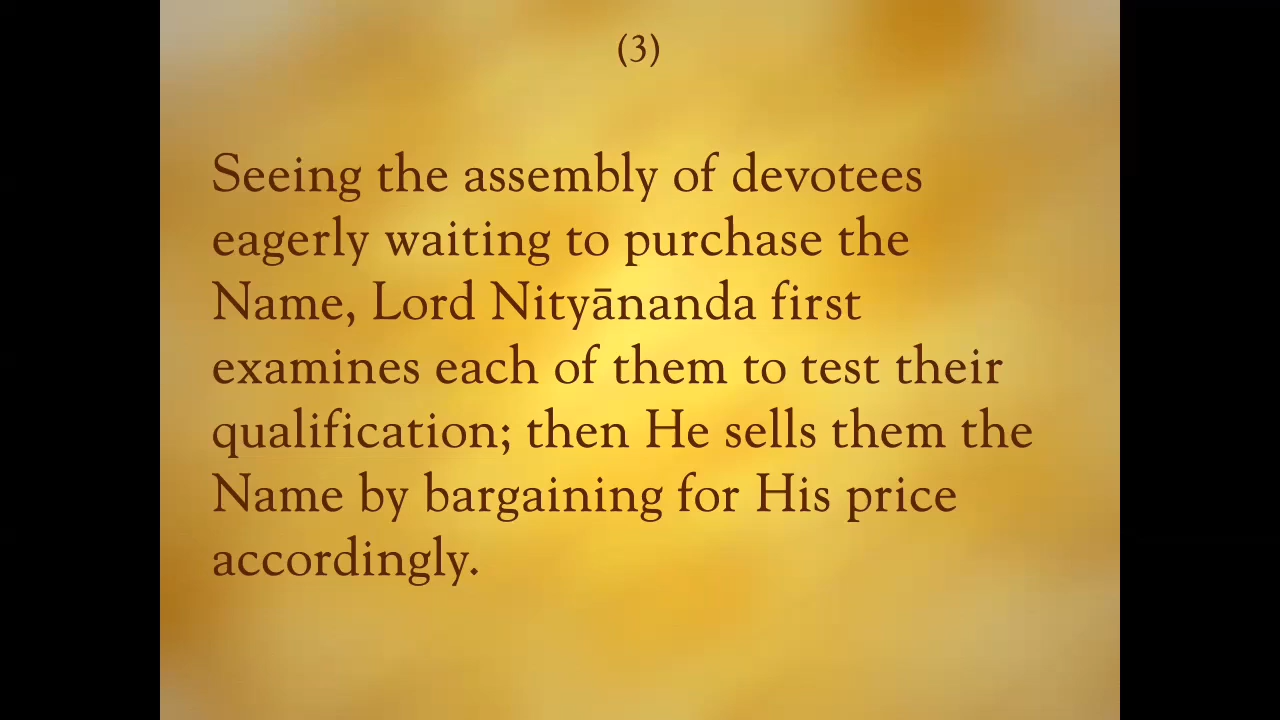 (3)
Seeing the assembly of devotees
eagerly waiting to purchase the
Name, Lord Nityānanda first
examines each of them to test their
qualification; then He sells them the
Name by bargaining for His price
accordingly.